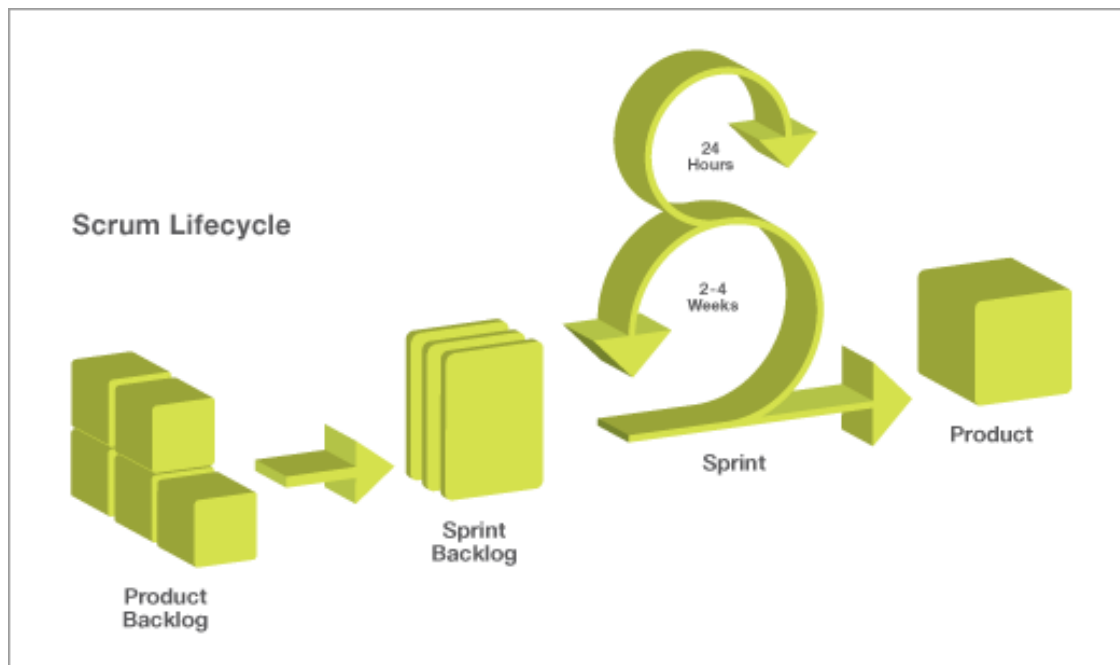 Scrum Lifecycle
Product
Backlog
Sprint
Backlog
24
Hours
2-4
Weeks
Sprint
Product